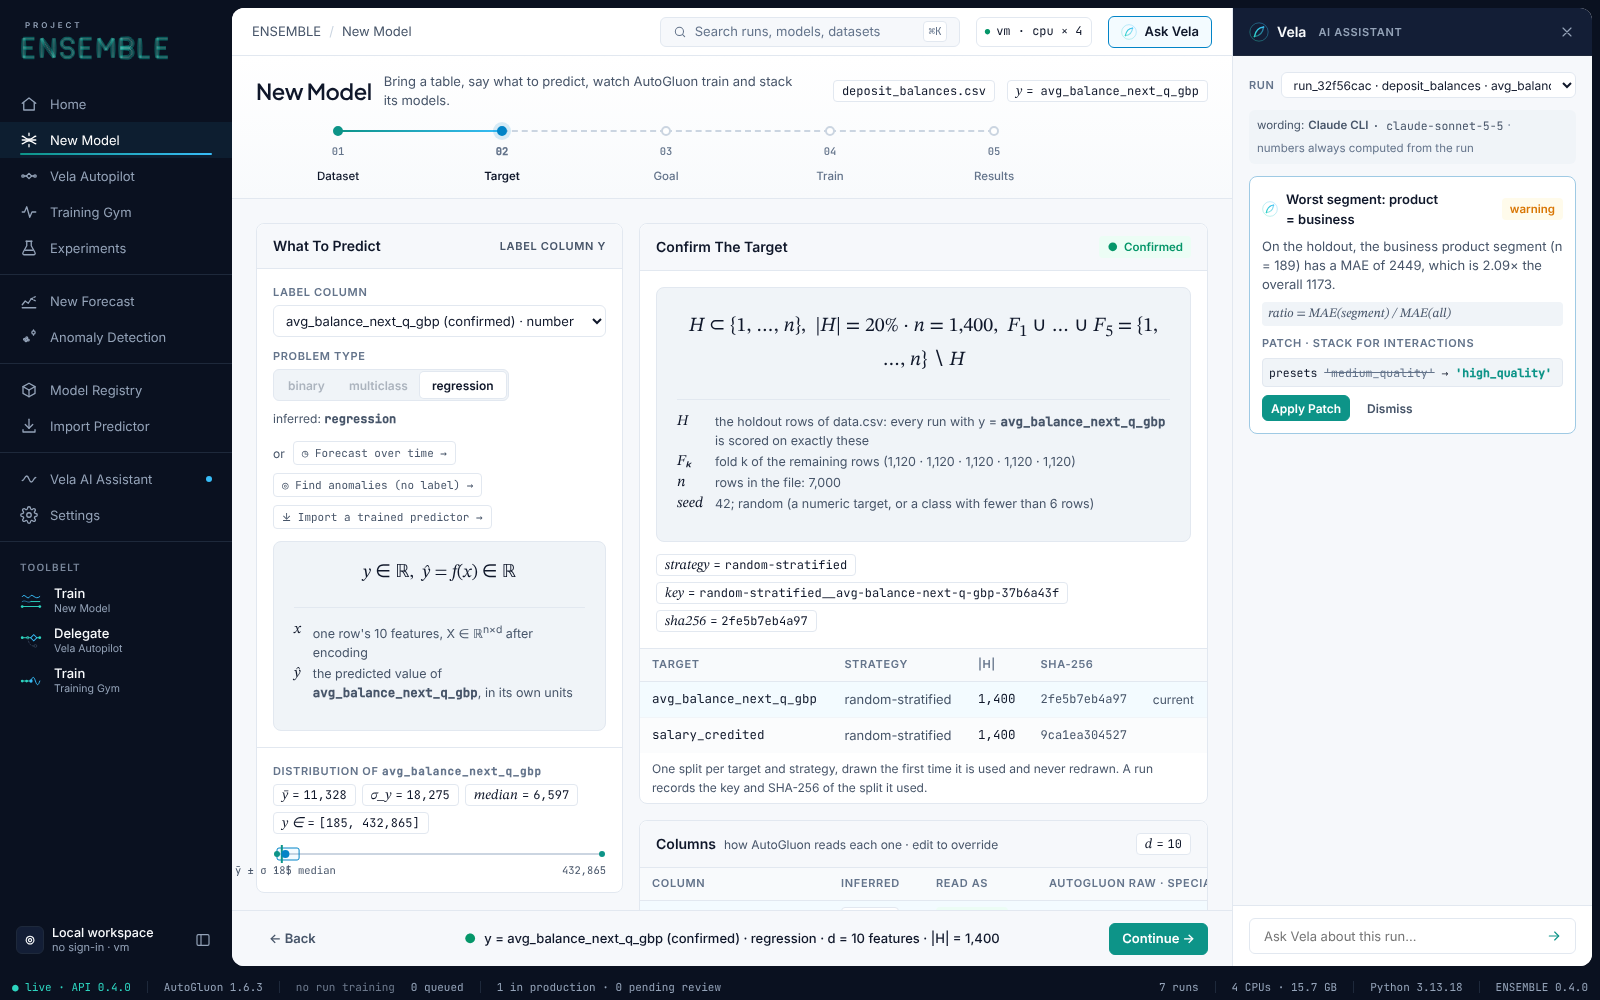 PROJECT
ENSEMBLE
Home
New Model
Vela Autopilot
Training Gym
Experiments
New Forecast
Anomaly Detection
Model Registry
Import Predictor
Vela AI Assistant
Settings
TOOLBELT
Train
New Model
Delegate
Vela Autopilot
Train
Training Gym
Local workspace
no sign-in · vm
ENSEMBLE / New Model
Search runs, models, datasets ⌘K
vm · cpu × 4
Ask Vela
New Model
Bring a table, say what to predict, watch AutoGluon train and stack
its models.
deposit_balances.csv
y = avg_balance_next_q_gbp
01 02 03 04 05
Dataset Target Goal Train Results
What To Predict LABEL COLUMN Y
LABEL COLUMN
avg_balance_next_q_gbp (confirmed) · number
PROBLEM TYPE
binary multiclass regression
inferred: regression
or ◷ Forecast over time →
◎ Find anomalies (no label) →
Import a trained predictor →
y ∈ ℝ, ŷ = f(x) ∈ ℝ
x one row's 10 features, X ∈ ℝⁿˣᵈ after
encoding
ŷ the predicted value of
avg_balance_next_q_gbp, in its own units
DISTRIBUTION OF avg_balance_next_q_gbp
ȳ = 11,328 σ_y = 18,275 median = 6,597
y ∈ = [185, 432,865]
ȳ ± σ 185 median 432,865
Confirm The Target Confirmed
H ⊂ {1, …, n}, |H| = 20% · n = 1,400, F₁ ∪ … ∪ F₅ = {1,
…, n} \ H
H the holdout rows of data.csv: every run with y = avg_balance_next_q_gbp
is scored on exactly these
Fₖ fold k of the remaining rows (1,120 · 1,120 · 1,120 · 1,120 · 1,120)
n rows in the file: 7,000
seed 42; random (a numeric target, or a class with fewer than 6 rows)
strategy = random-stratified
key = random-stratified__avg-balance-next-q-gbp-37b6a43f
sha256 = 2fe5b7eb4a97
TARGET STRATEGY |H| SHA-256
avg_balance_next_q_gbp random-stratified 1,400 2fe5b7eb4a97 current
salary_credited random-stratified 1,400 9ca1ea304527
One split per target and strategy, drawn the first time it is used and never redrawn. A run
records the key and SHA-256 of the split it used.
Columns how AutoGluon reads each one · edit to override d = 10
COLUMN INFERRED READ AS AUTOGLUON RAW · SPECIA
← Back
y = avg_balance_next_q_gbp (confirmed) · regression · d = 10 features · |H| = 1,400
Continue →
Vela AI ASSISTANT
RUN run_32f56cac · deposit_balances · avg_balanc
wording: Claude CLI · claude-sonnet-5-5 ·
numbers always computed from the run
Worst segment: product
= business
warning
On the holdout, the business product segment (n
= 189) has a MAE of 2449, which is 2.09× the
overall 1173.
ratio = MAE(segment) / MAE(all)
PATCH · STACK FOR INTERACTIONS
presets 'medium_quality' → 'high_quality'
Apply Patch Dismiss
Ask Vela about this run... →
live · API 0.4.0 AutoGluon 1.6.3 no run training 0 queued 1 in production · 0 pending review 7 runs 4 CPUs · 15.7 GB Python 3.13.18 ENSEMBLE 0.4.0